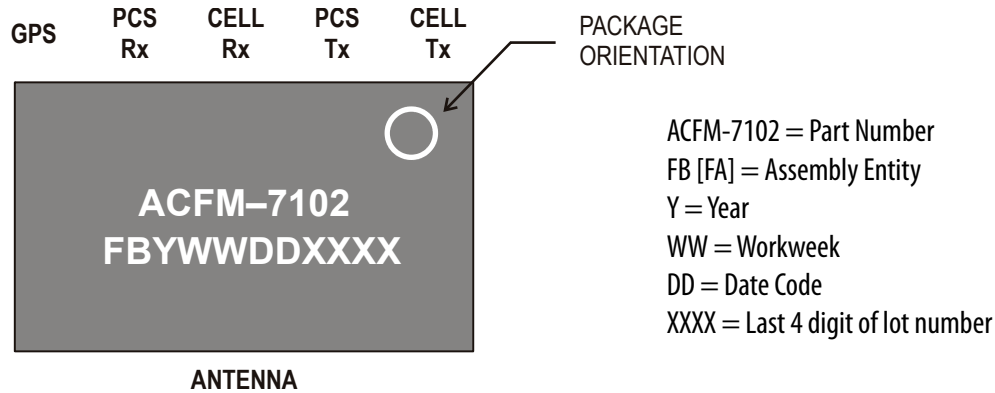 GPS
PCS
Rx
CELL
Rx
PCS
Tx
CELL
Tx
PACKAGE
ORIENTATION
ACFM–7102
FBYWWDDXXXX
ANTENNA
ACFM-7102 = Part Number
FB [FA] = Assembly Entity
Y = Year
WW = Workweek
DD = Date Code
XXXX = Last 4 digit of lot number